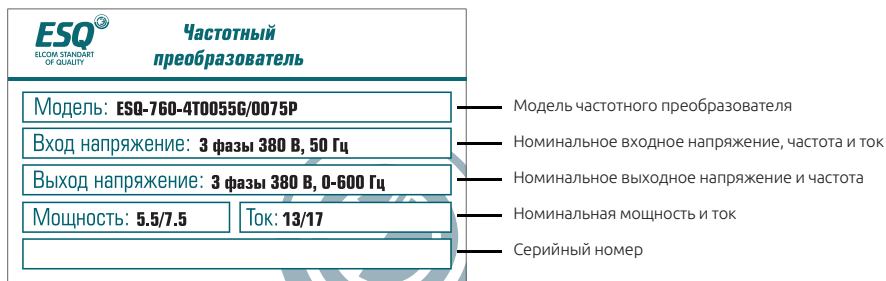 ESQ®
ELCOM STANDART
OF QUALITY
Частотный
преобразователь
Модель: ESQ-760-4T0055G/0075P
Модель частотного преобразователя
Вход напряжение: 3 фазы 380 В, 50 Гц
Номинальное входное напряжение, частота и ток
Выход напряжение: 3 фазы 380 В, 0-600 Гц
Номинальное выходное напряжение и частота
Мощность: 5.5/7.5 Ток: 13/17
Номинальная мощность и ток
Серийный номер